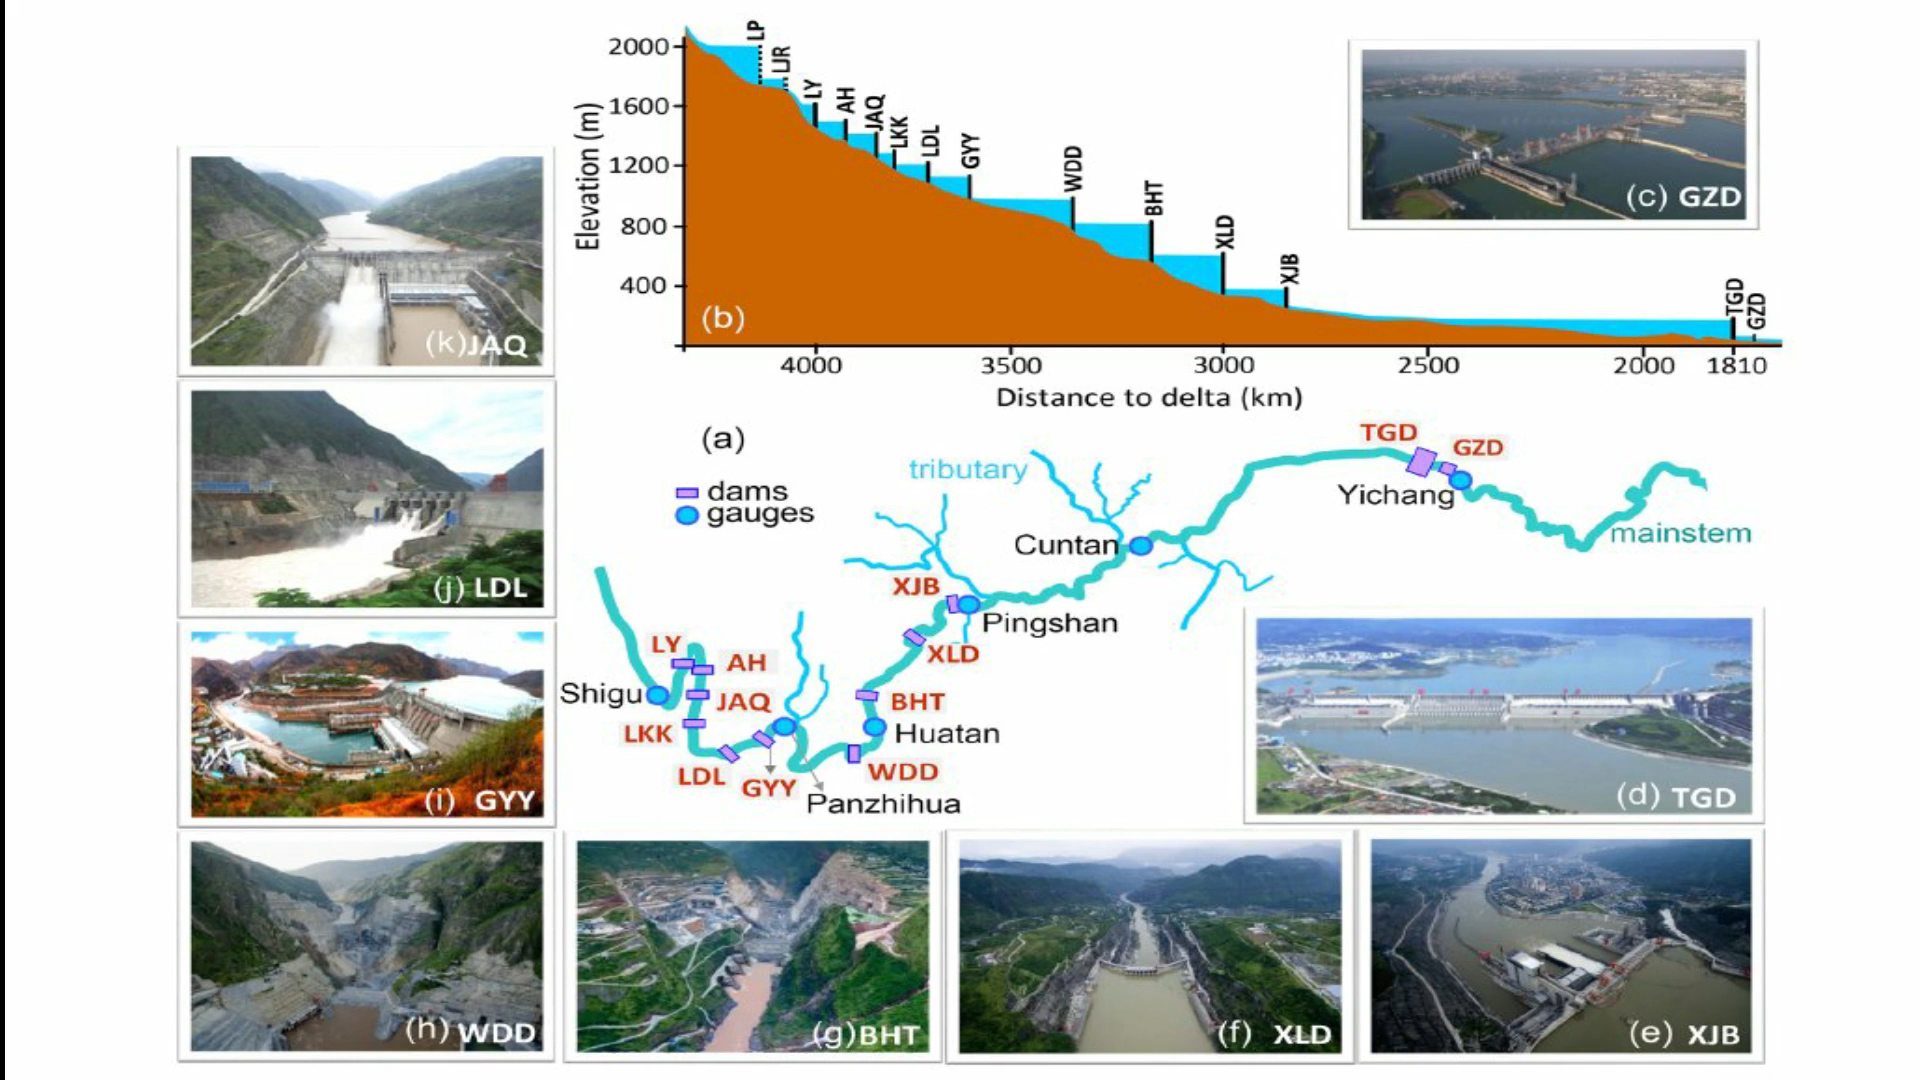 LP
LJR
LY
AH
JAQ
LKK
LDL
GYY
WDD
BHT
XLD
XJB
TGD
GZD
2000
1600
1200
800
400
Elevation (m)
(b)
4000 3500 3000 2500 2000 1810
Distance to delta (km)
(c) GZD
(k)JAQ
(j) LDL
(i) GYY
(h) WDD
(g)BHT
(f) XLD
(e) XJB
(d) TGD
(a)
dams
gauges
tributary
TGD
GZD
Yichang
mainstem
Cuntan
XJB
Pingshan
XLD
LY
AH
Shigu
JAQ
BHT
LKK
Huatan
LDL
GYY
WDD
Panzhihua